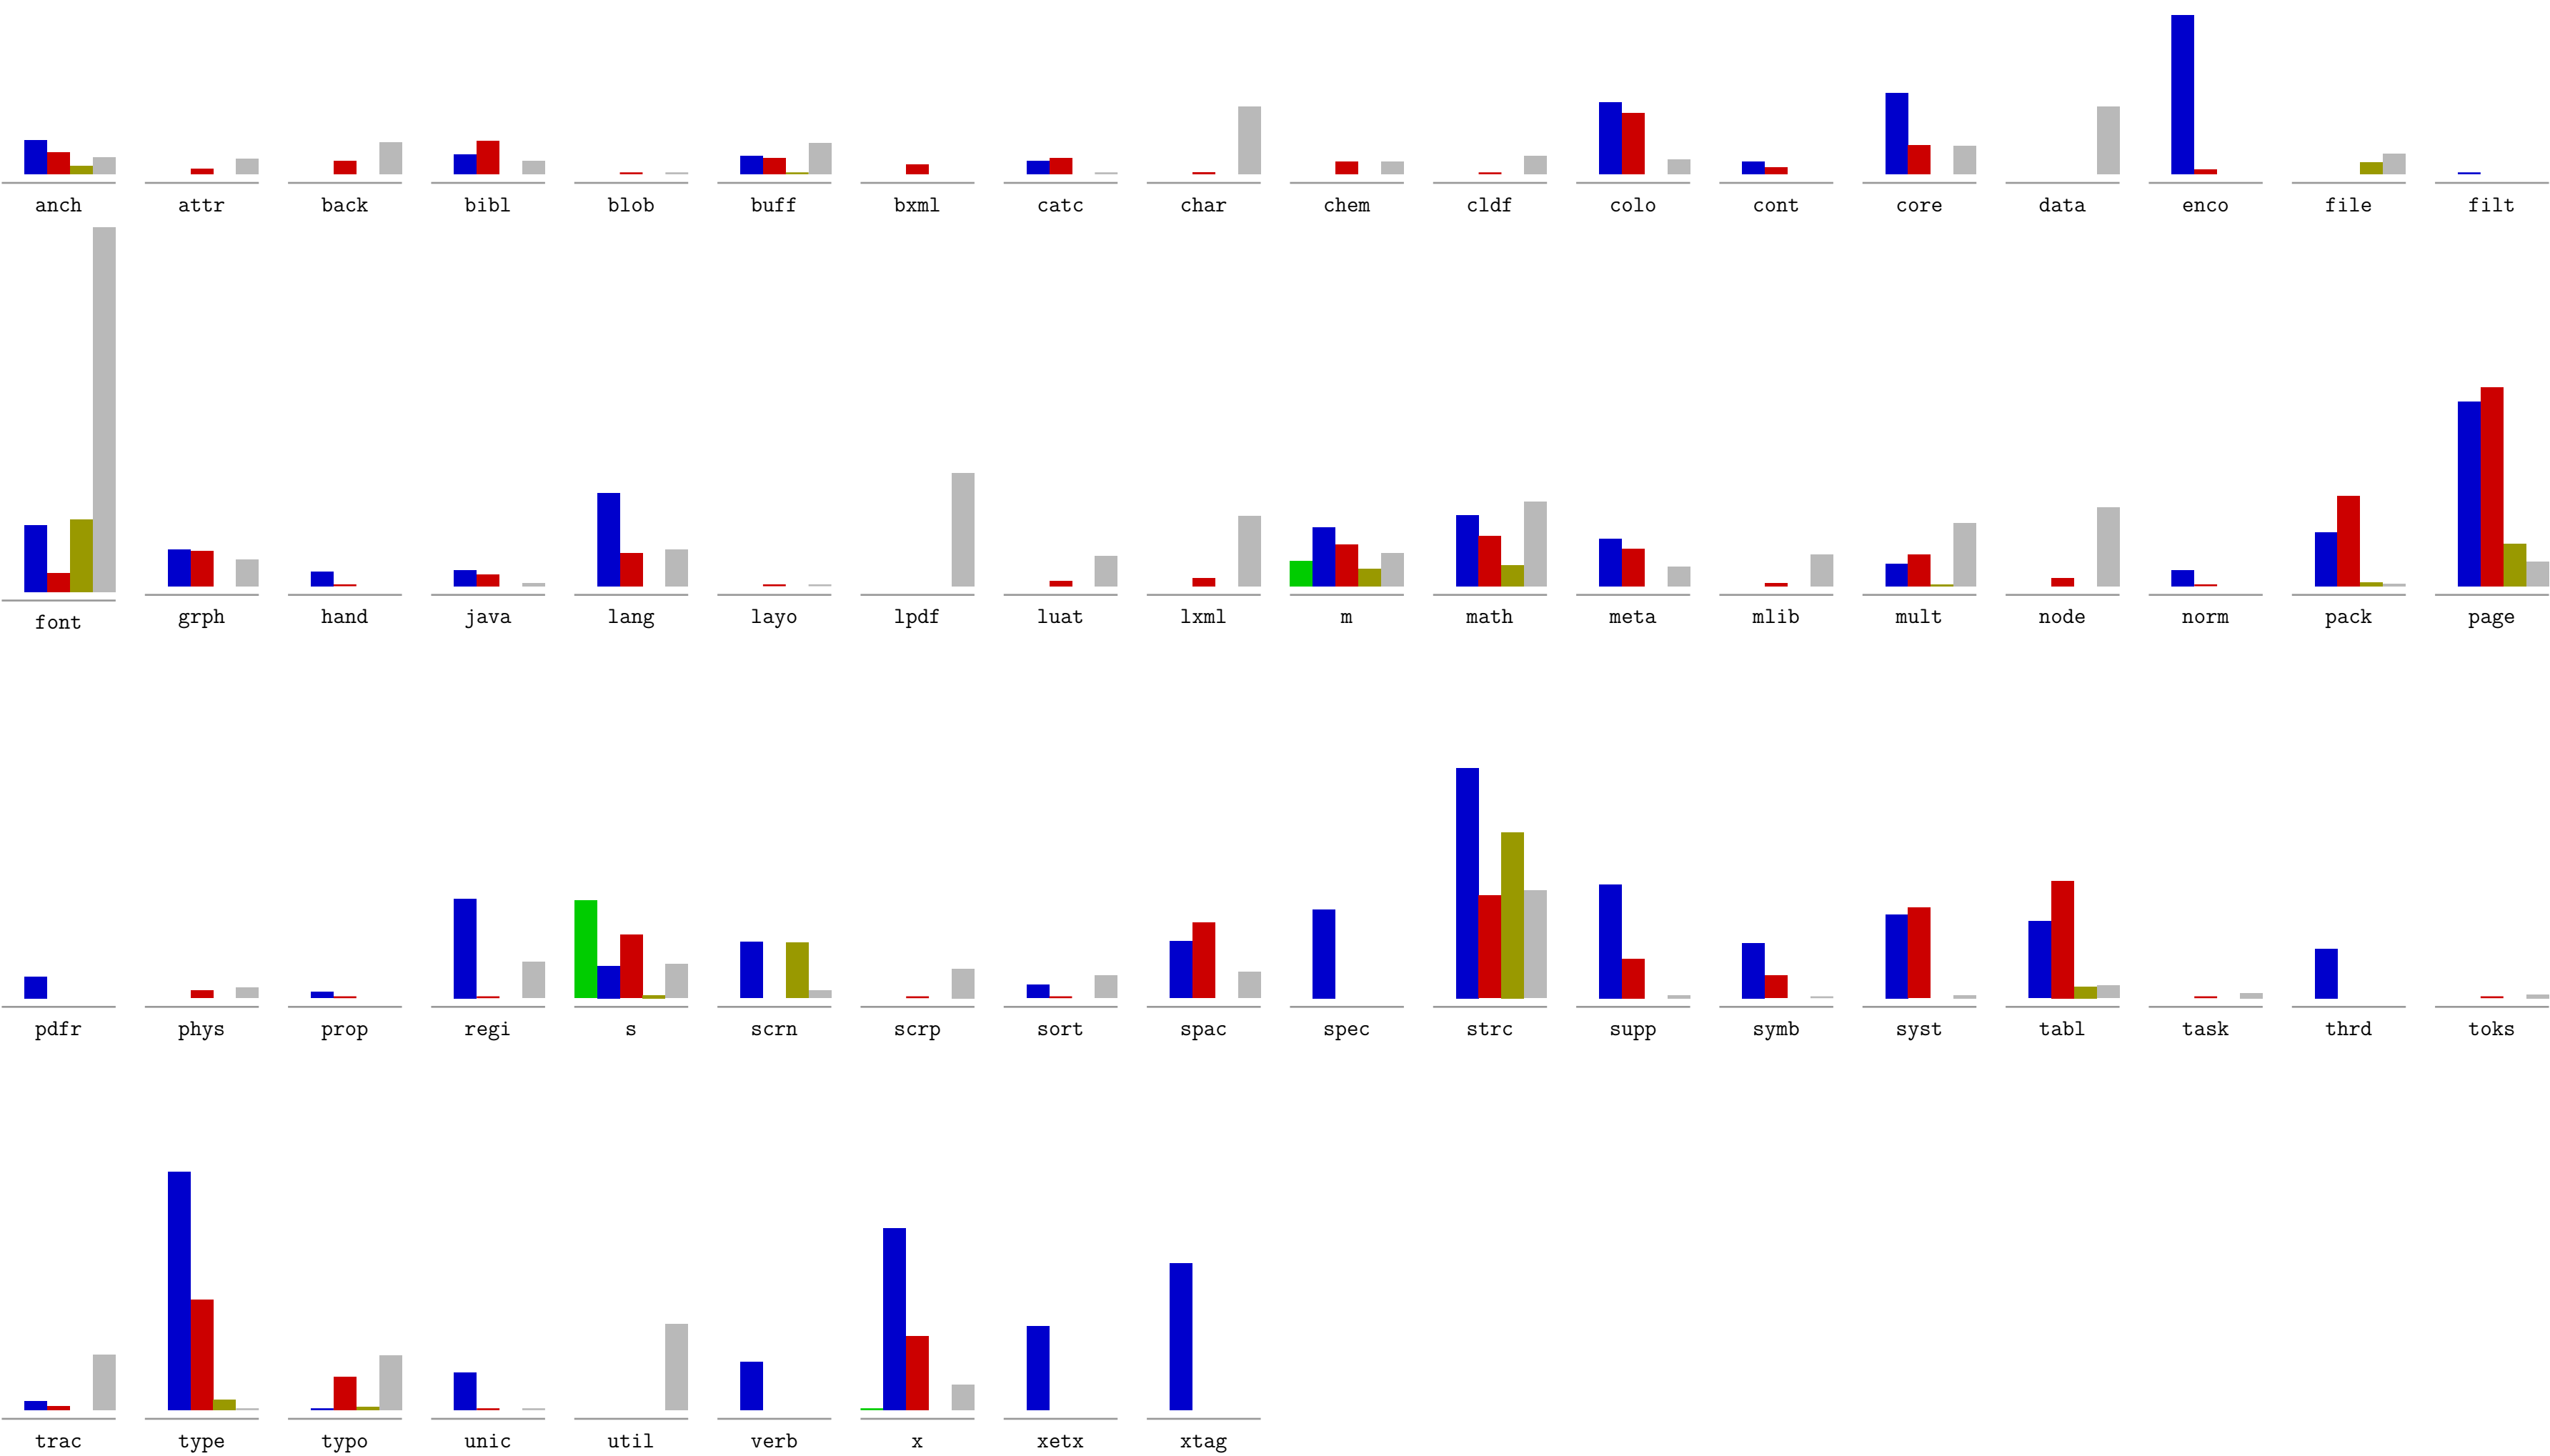 anch attr back bibl blob buff bxml catc char chem cldf colo cont core data enco file filt
font grph hand java lang layo lpdf luat lxml m math meta mlib mult node norm pack page
pdfr phys prop regi s scrn scrp sort spac spec strc supp symb syst tabl task thrd toks
trac type typo unic util verb x xetx xtag